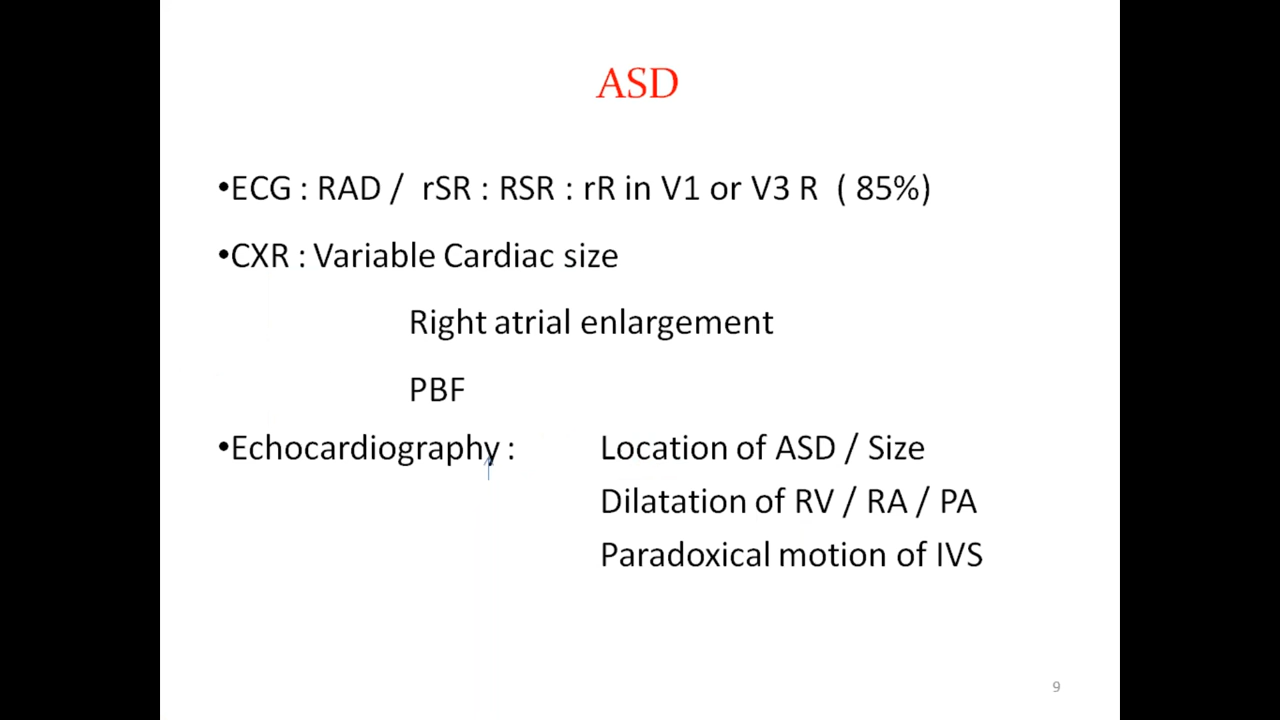 ASD
•ECG : RAD / rSR : RSR : rR in V1 or V3 R ( 85%)
•CXR : Variable Cardiac size
Right atrial enlargement
PBF
•Echocardiography : Location of ASD / Size
Dilatation of RV / RA / PA
Paradoxical motion of IVS
9